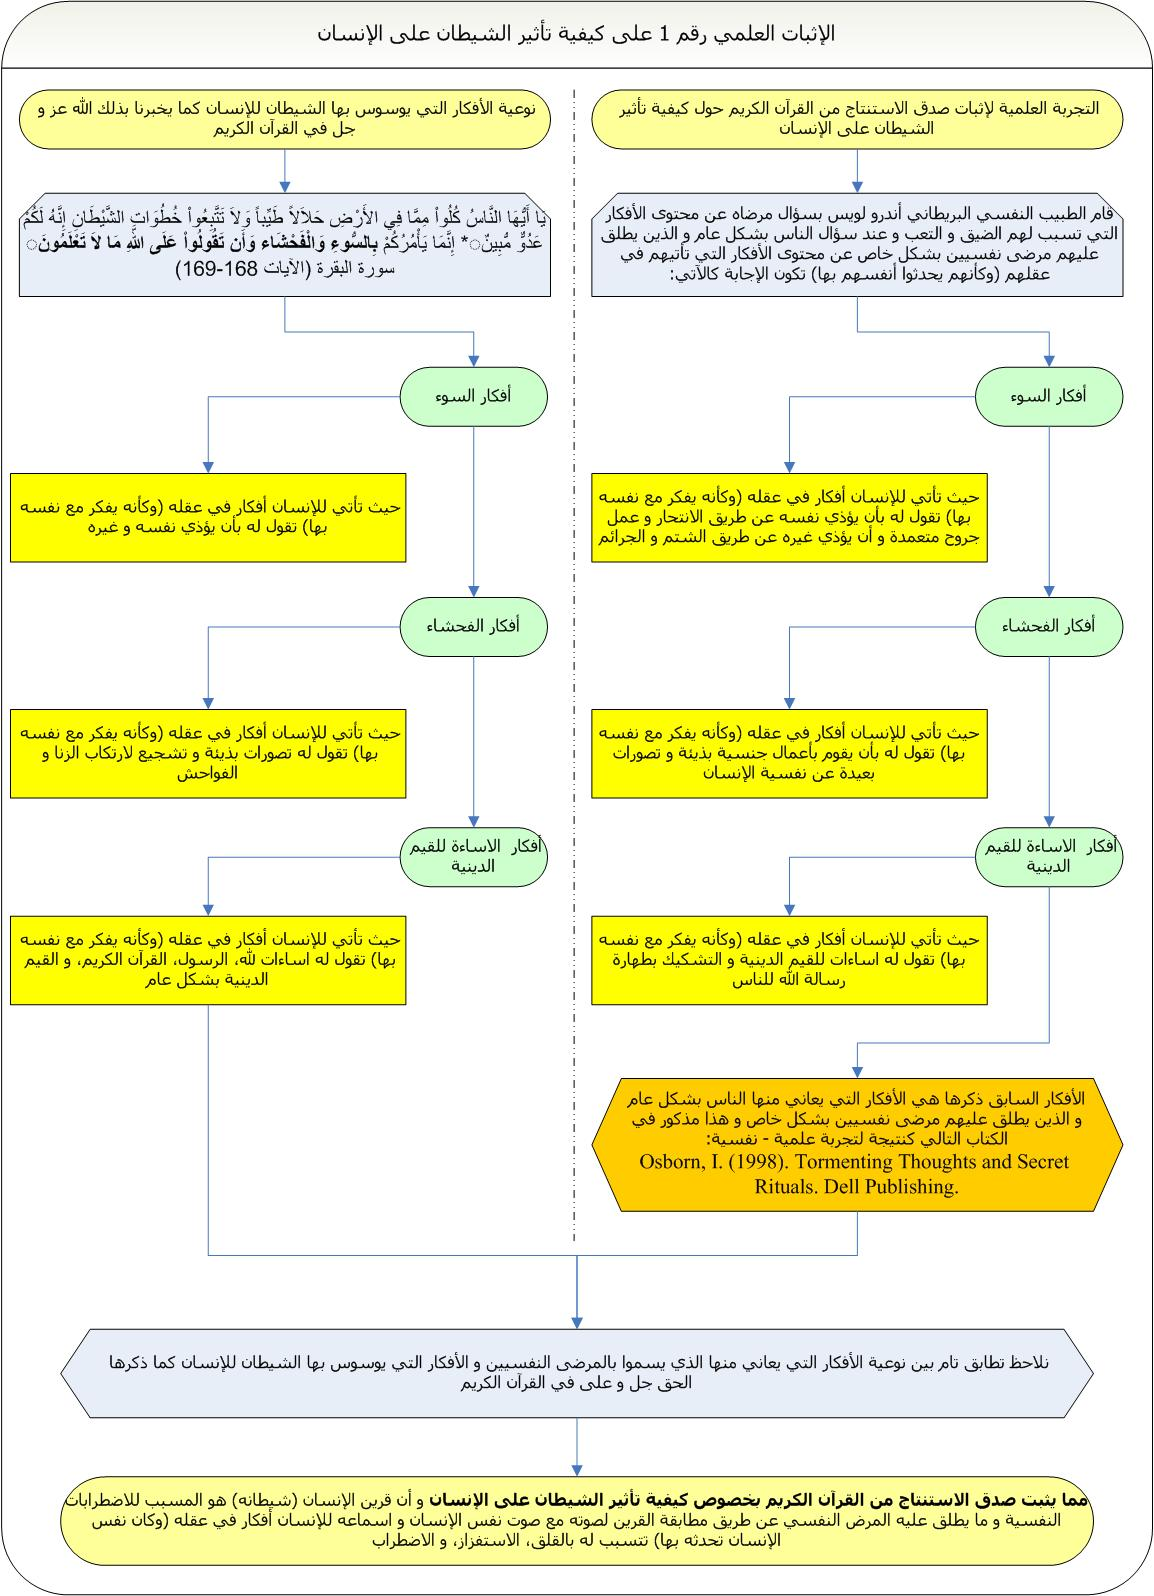 الإثبات العلمي رقم 1 على كيفية تأثير الشيطان على الإنسان
التجربة العلمية لإثبات صدق الاستنتاج من القرآن الكريم حول كيفية تأثير
الشيطان على الإنسان
قام الطبيب النفسي البريطاني أندرو لويس بسؤال مرضاه عن محتوى الأفكار
التي تسبب لهم الضيق و التعب و عند سؤال الناس بشكل عام و الذين يطلق
عليهم مرضى نفسيين بشكل خاص عن محتوى الأفكار التي تأتيهم في
عقلهم (وكأنهم يحدثوا أنفسهم بها) تكون الإجابة كالآتي:
أفكار السوء
حيث تأتي للإنسان أفكار في عقله (وكأنه يفكر مع نفسه
بها) تقول له بأن يؤذي نفسه عن طريق الانتحار و عمل
جروح متعمدة و أن يؤذي غيره عن طريق الشتم و الجرائم
أفكار الفحشاء
حيث تأتي للإنسان أفكار في عقله (وكأنه يفكر مع نفسه
بها) تقول له بأن يقوم بأعمال جنسية بذيئة و تصورات
بعيدة عن نفسية الإنسان
أفكار الاساءة للقيم
الدينية
حيث تأتي للإنسان أفكار في عقله (وكأنه يفكر مع نفسه
بها) تقول له اساءات للقيم الدينية و التشكيك بطهارة
رسالة الله للناس
الأفكار السابق ذكرها هي الأفكار التي يعاني منها الناس بشكل عام
و الذين يطلق عليهم مرضى نفسيين بشكل خاص و هذا مذكور في
الكتاب التالي كنتيجة لتجربة علمية - نفسية:
Osborn, I. (1998). Tormenting Thoughts and Secret
Rituals. Dell Publishing.
نوعية الأفكار التي يوسوس بها الشيطان للإنسان كما يخبرنا بذلك الله عز و
جل في القرآن الكريم
يَا أَيُّهَا النَّاسُ كُلُواْ مِمَّا فِي الأَرْضِ حَلاَلاً طَيِّباً وَلاَ تَتَّبِعُواْ خُطُوَاتِ الشَّيْطَانِ إِنَّهُ لَكُمْ
عَدُوٌّ مُّبِينٌ* إِنَّمَا يَأْمُرُكُمْ بِالسُّوءِ وَالْفَحْشَاء وَأَن تَقُولُواْ عَلَى اللّهِ مَا لاَ تَعْلَمُونَ
سورة البقرة (الآيات 168-169)
أفكار السوء
حيث تأتي للإنسان أفكار في عقله (وكأنه يفكر مع نفسه
بها) تقول له بأن يؤذي نفسه و غيره
أفكار الفحشاء
حيث تأتي للإنسان أفكار في عقله (وكأنه يفكر مع نفسه
بها) تقول له تصورات بذيئة و تشجيع لارتكاب الزنا و
الفواحش
أفكار الاساءة للقيم
الدينية
حيث تأتي للإنسان أفكار في عقله (وكأنه يفكر مع نفسه
بها) تقول له اساءات لله، الرسول، القرآن الكريم، و القيم
الدينية بشكل عام
نلاحظ تطابق تام بين نوعية الأفكار التي يعاني منها الذي يسموا بالمرضى النفسيين و الأفكار التي يوسوس بها الشيطان للإنسان كما ذكرها
الحق جل و على في القرآن الكريم
مما يثبت صدق الاستنتاج من القرآن الكريم بخصوص كيفية تأثير الشيطان على الإنسان و أن قرين الإنسان (شيطانه) هو المسبب للاضطرابات
النفسية و ما يطلق عليه المرض النفسي عن طريق مطابقة القرين لصوته مع صوت نفس الإنسان و اسماعه للإنسان أفكار في عقله (وكان نفس
الإنسان تحدثه بها) تتسبب له بالقلق، الاستفزاز، و الاضطراب